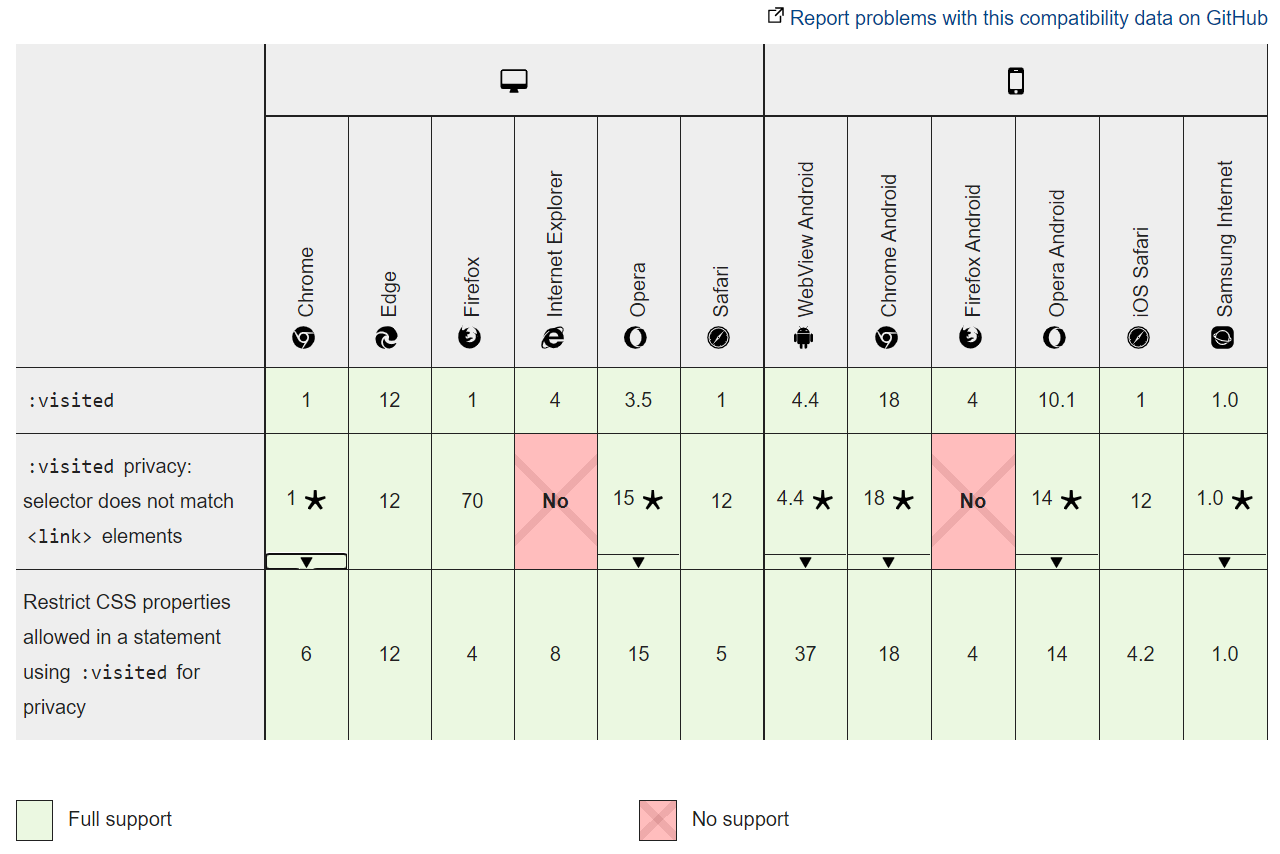 Report problems with this compatibility data on GitHub
Chrome
Edge
Firefox
Internet Explorer
Opera
Safari
WebView Android
Chrome Android
Firefox Android
Opera Android
iOS Safari
Samsung Internet
:visited 1 12 1 4 3.5 1 4.4 18 4 10.1 1 1.0
:visited privacy:
selector does not match
<link> elements
1 ★ 12 70 No 15 ★ 12 4.4 ★ 18 ★ No 14 ★ 12 1.0 ★
▼ ▼ ▼ ▼ ▼ ▼
Restrict CSS properties
allowed in a statement
using :visited for
privacy
6 12 4 8 15 5 37 18 4 14 4.2 1.0
Full support
No support